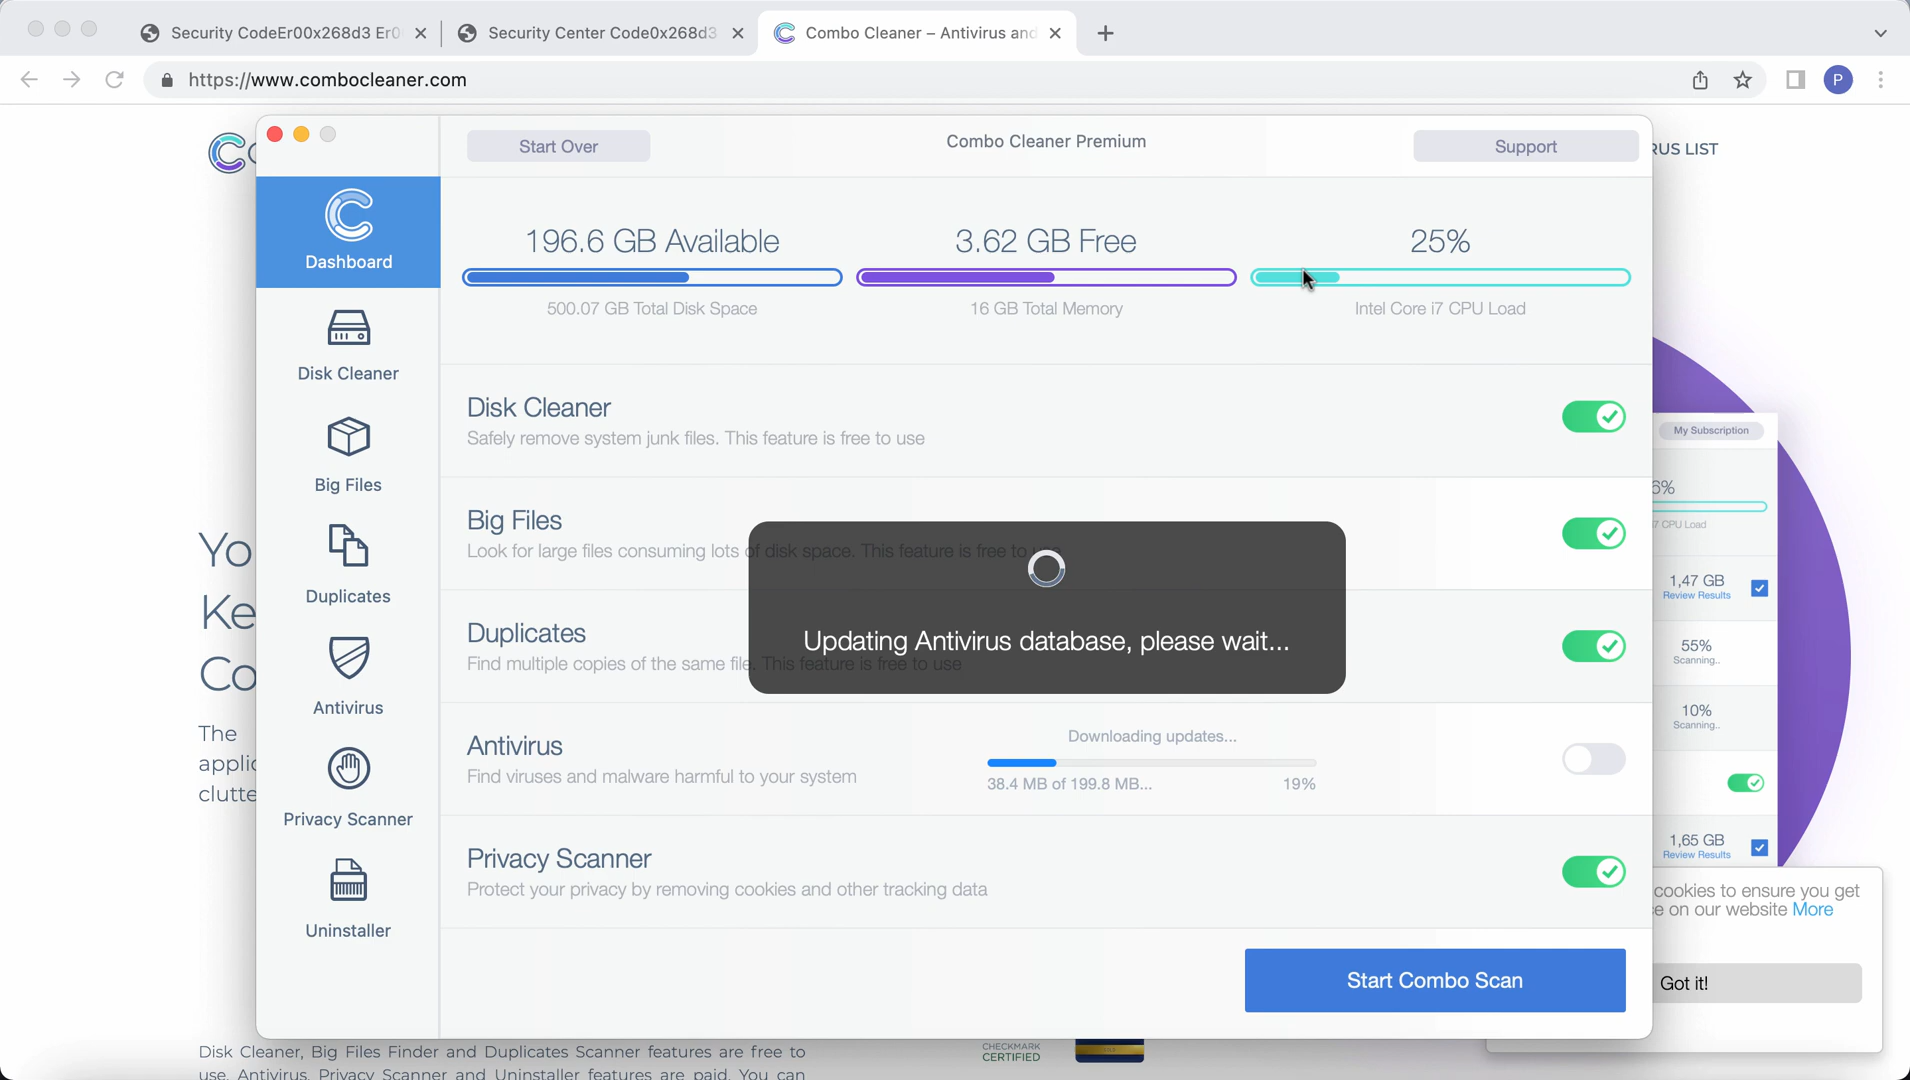 Security CodeEr00x268d3 Er0
Security Center Code0x268d3
Combo Cleaner – Antivirus and
https://www.combocleaner.com
P
Start Over
Combo Cleaner Premium
Support
RUS LIST
Dashboard
196.6 GB Available
500.07 GB Total Disk Space
3.62 GB Free
16 GB Total Memory
25%
Intel Core i7 CPU Load
Disk Cleaner
Big Files
Duplicates
Antivirus
Privacy Scanner
Uninstaller
Disk Cleaner
Safely remove system junk files. This feature is free to use
Big Files
Look for large files consuming lots of disk space. This feature is free to use
Duplicates
Find multiple copies of the same file. This feature is free to use
Updating Antivirus database, please wait...
Antivirus
Find viruses and malware harmful to your system
Downloading updates...
38.4 MB of 199.8 MB...
19%
Privacy Scanner
Protect your privacy by removing cookies and other tracking data
Start Combo Scan
My Subscription
6%
7 CPU Load
1,47 GB
Review Results
55%
Scanning..
10%
Scanning..
1,65 GB
Review Results
Yo
Ke
Co
The
applic
clutte
cookies to ensure you get
e on our website More
Got it!
Disk Cleaner, Big Files Finder and Duplicates Scanner features are free to
use. Antivirus, Privacy Scanner and Uninstaller features are paid. You can
CHECKMARK
CERTIFIED